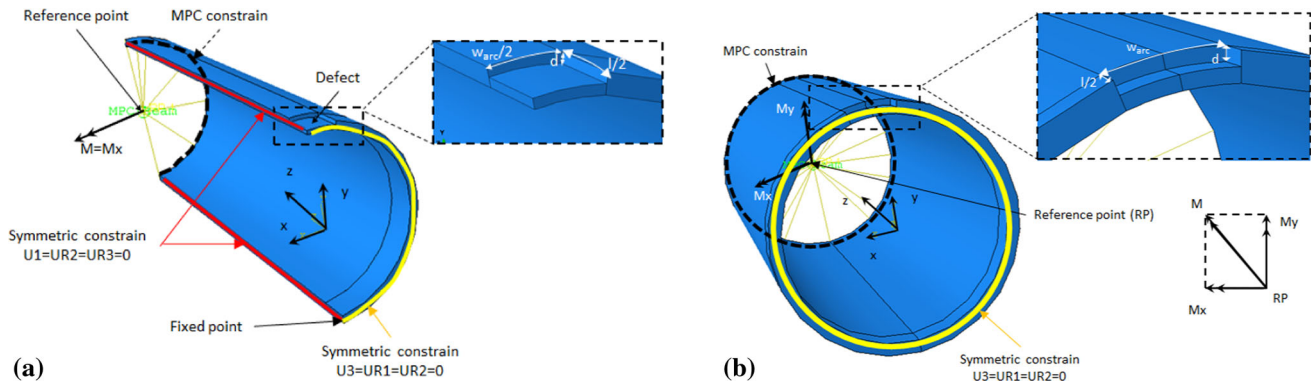 Reference point
MPC constrain
Defect
w_arc/2
d
l/2
M=Mx
z
y
x
Symmetric constrain
U1=UR2=UR3=0
Fixed point
Symmetric constrain
U3=UR1=UR2=0
(a)
MPC constrain
w_arc
l/2
d
My
Mx
z
y
x
Reference point (RP)
M
My
Mx
RP
Symmetric constrain
U3=UR1=UR2=0
(b)